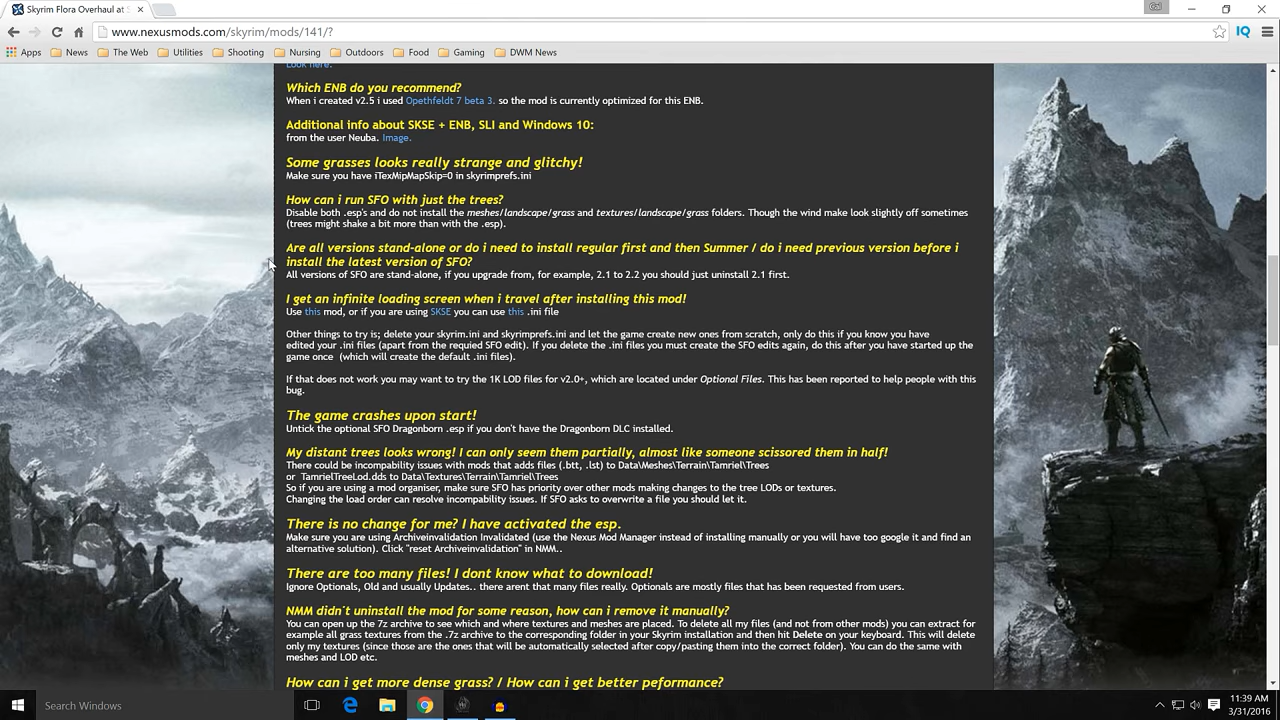 Skyrim Flora Overhaul at S
www.nexusmods.com/skyrim/mods/141/?
IQ
Apps News The Web Utilities Shooting Nursing Outdoors Food Gaming DWM News
Look here.
Which ENB do you recommend?
When i created v2.5 i used Opethfeldt 7 beta 3. so the mod is currently optimized for this ENB.
Additional info about SKSE + ENB, SLI and Windows 10:
from the user Neuba. Image.
Some grasses looks really strange and glitchy!
Make sure you have iTexMipMapSkip=0 in skyrimprefs.ini
How can i run SFO with just the trees?
Disable both .esp's and do not install the meshes/landscape/grass and textures/landscape/grass folders. Though the wind make look slightly off sometimes
(trees might shake a bit more than with the .esp).
Are all versions stand-alone or do i need to install regular first and then Summer / do i need previous version before i
install the latest version of SFO?
All versions of SFO are stand-alone, if you upgrade from, for example, 2.1 to 2.2 you should just uninstall 2.1 first.
I get an infinite loading screen when i travel after installing this mod!
Use this mod, or if you are using SKSE you can use this .ini file
Other things to try is; delete your skyrim.ini and skyrimprefs.ini and let the game create new ones from scratch, only do this if you know you have
edited your .ini files (apart from the requied SFO edit). If you delete the .ini files you must create the SFO edits again, do this after you have started up the
game once (which will create the default .ini files).
If that does not work you may want to try the 1K LOD files for v2.0+, which are located under Optional Files. This has been reported to help people with this
bug.
The game crashes upon start!
Untick the optional SFO Dragonborn .esp if you don't have the Dragonborn DLC installed.
My distant trees looks wrong! I can only seem them partially, almost like someone scissored them in half!
There could be incompability issues with mods that adds files (.btt, .lst) to Data\Meshes\Terrain\Tamriel\Trees
or TamrielTreeLod.dds to Data\Textures\Terrain\Tamriel\Trees
So if you are using a mod organiser, make sure SFO has priority over other mods making changes to the tree LODs or textures.
Changing the load order can resolve incompability issues. If SFO asks to overwrite a file you should let it.
There is no change for me? I have activated the esp.
Make sure you are using Archiveinvalidation Invalidated (use the Nexus Mod Manager instead of installing manually or you will have too google it and find an
alternative solution). Click "reset Archiveinvalidation" in NMM..
There are too many files! I dont know what to download!
Ignore Optionals, Old and usually Updates.. there arent that many files really. Optionals are mostly files that has been requested from users.
NMM didn't uninstall the mod for some reason, how can i remove it manually?
You can open up the 7z archive to see which and where textures and meshes are placed. To delete all my files (and not from other mods) you can extract for
example all grass textures from the .7z archive to the corresponding folder in your Skyrim installation and then hit Delete on your keyboard. This will delete
only my textures (since those are the ones that will be automatically selected after copy/pasting them into the correct folder). You can do the same with
meshes and LOD etc.
How can i get more dense grass? / How can i get better peformance?
Search Windows
11:39 AM
3/31/2016